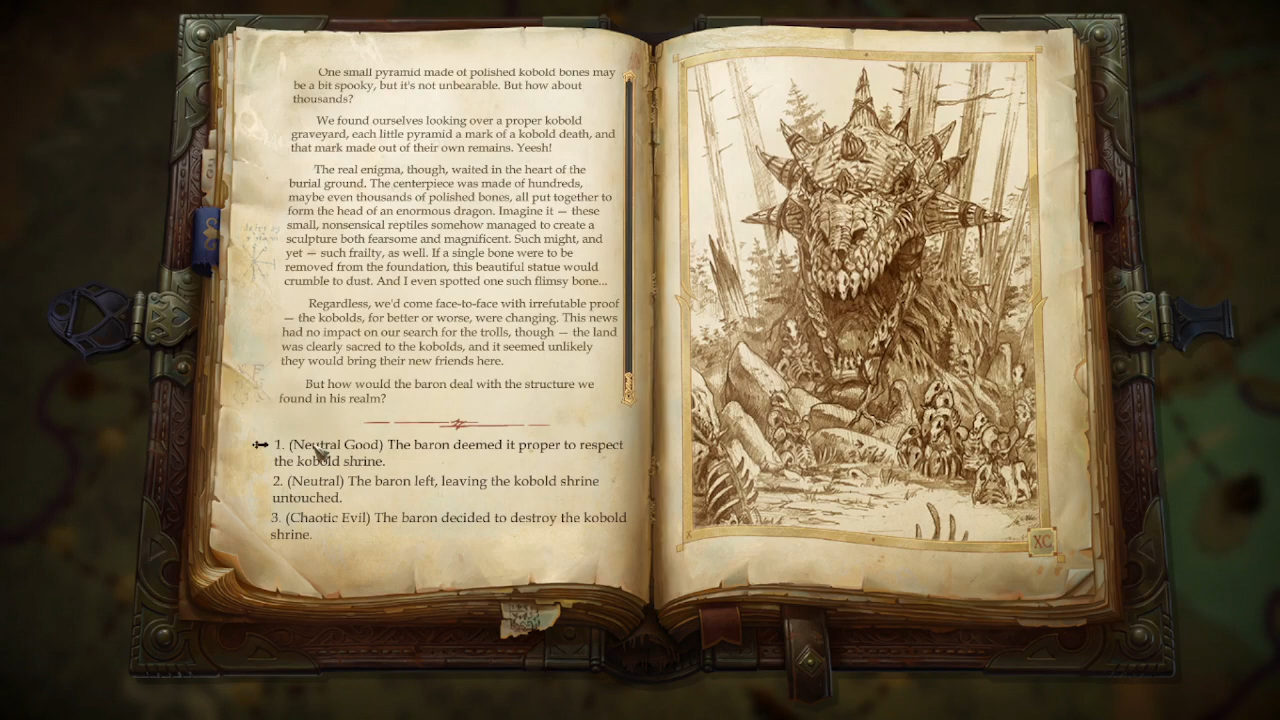 One small pyramid made of polished kobold bones may
be a bit spooky, but it's not unbearable. But how about
thousands?
We found ourselves looking over a proper kobold
graveyard, each little pyramid a mark of a kobold death, and
that mark made out of their own remains. Yeesh!
The real enigma, though, waited in the heart of the
burial ground. The centerpiece was made of hundreds,
maybe even thousands of polished bones, all put together to
form the head of an enormous dragon. Imagine it — these
small, nonsensical reptiles somehow managed to create a
sculpture both fearsome and magnificent. Such might, and
yet — such frailty, as well. If a single bone were to be
removed from the foundation, this beautiful statue would
crumble to dust. And I even spotted one such flimsy bone...
Regardless, we'd come face-to-face with irrefutable proof
— the kobolds, for better or worse, were changing. This news
had no impact on our search for the trolls, though — the land
was clearly sacred to the kobolds, and it seemed unlikely
they would bring their new friends here.
But how would the baron deal with the structure we
found in his realm?
1. (Neutral Good) The baron deemed it proper to respect
the kobold shrine.
2. (Neutral) The baron left, leaving the kobold shrine
untouched.
3. (Chaotic Evil) The baron decided to destroy the kobold
shrine.
XC